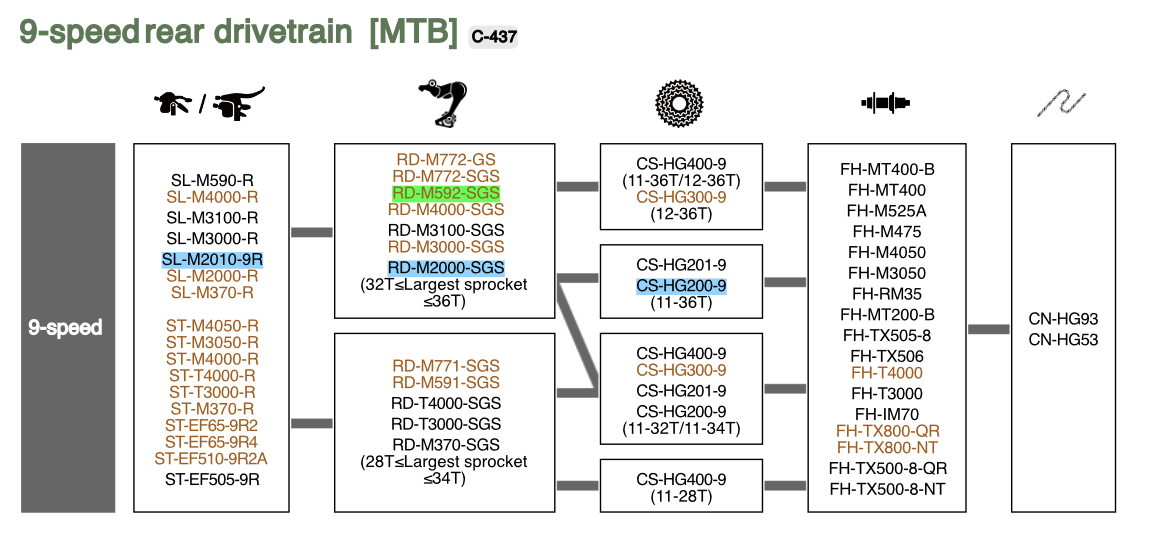 9-speed rear drivetrain [MTB] C-437
/
9-speed
SL-M590-R
SL-M4000-R
SL-M3100-R
SL-M3000-R
SL-M2010-9R
SL-M2000-R
SL-M370-R
ST-M4050-R
ST-M3050-R
ST-M4000-R
ST-T4000-R
ST-T3000-R
ST-M370-R
ST-EF65-9R2
ST-EF65-9R4
ST-EF510-9R2A
ST-EF505-9R
RD-M772-GS
RD-M772-SGS
RD-M592-SGS
RD-M4000-SGS
RD-M3100-SGS
RD-M3000-SGS
RD-M2000-SGS
(32T≤Largest sprocket
≤36T)
RD-M771-SGS
RD-M591-SGS
RD-T4000-SGS
RD-T3000-SGS
RD-M370-SGS
(28T≤Largest sprocket
≤34T)
CS-HG400-9
(11-36T/12-36T)
CS-HG300-9
(12-36T)
CS-HG201-9
CS-HG200-9
(11-36T)
CS-HG400-9
CS-HG300-9
CS-HG201-9
CS-HG200-9
(11-32T/11-34T)
CS-HG400-9
(11-28T)
FH-MT400-B
FH-MT400
FH-M525A
FH-M475
FH-M4050
FH-M3050
FH-RM35
FH-MT200-B
FH-TX505-8
FH-TX506
FH-T4000
FH-T3000
FH-IM70
FH-TX800-QR
FH-TX800-NT
FH-TX500-8-QR
FH-TX500-8-NT
CN-HG93
CN-HG53